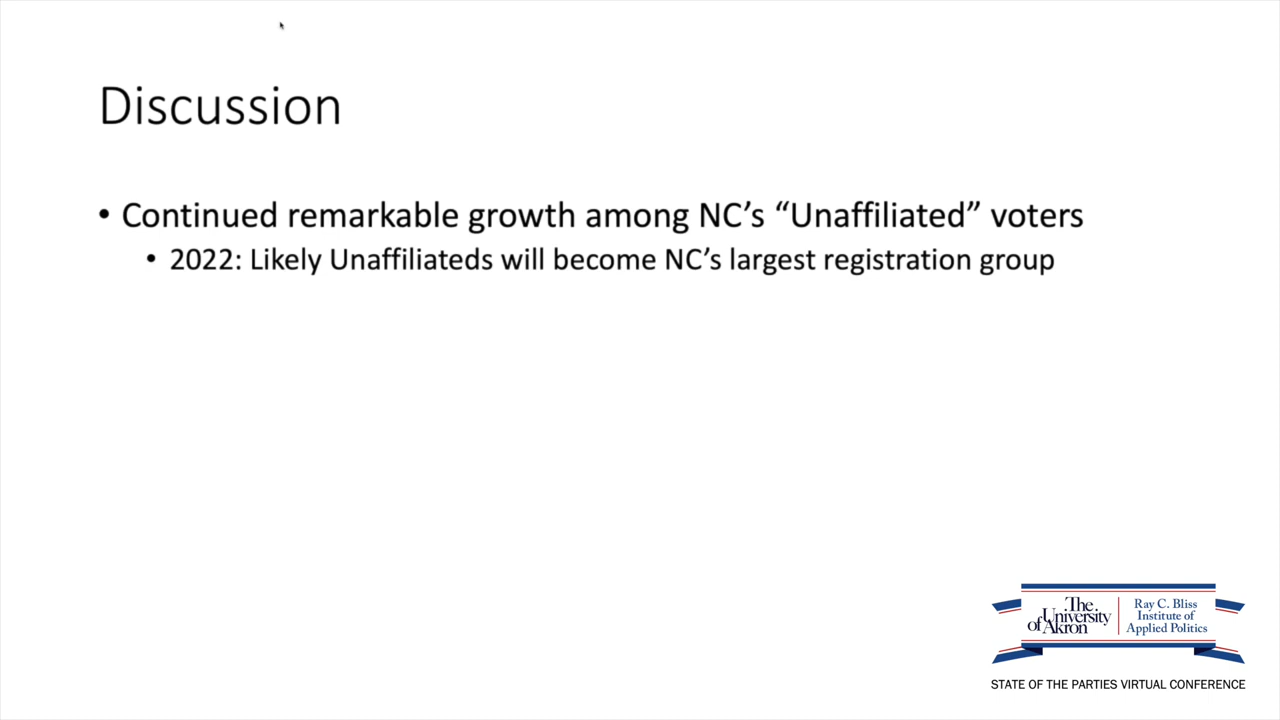 Discussion
• Continued remarkable growth among NC’s “Unaffiliated” voters
• 2022: Likely Unaffiliateds will become NC’s largest registration group
The
University
of Akron
Ray C. Bliss
Institute of
Applied Politics
STATE OF THE PARTIES VIRTUAL CONFERENCE